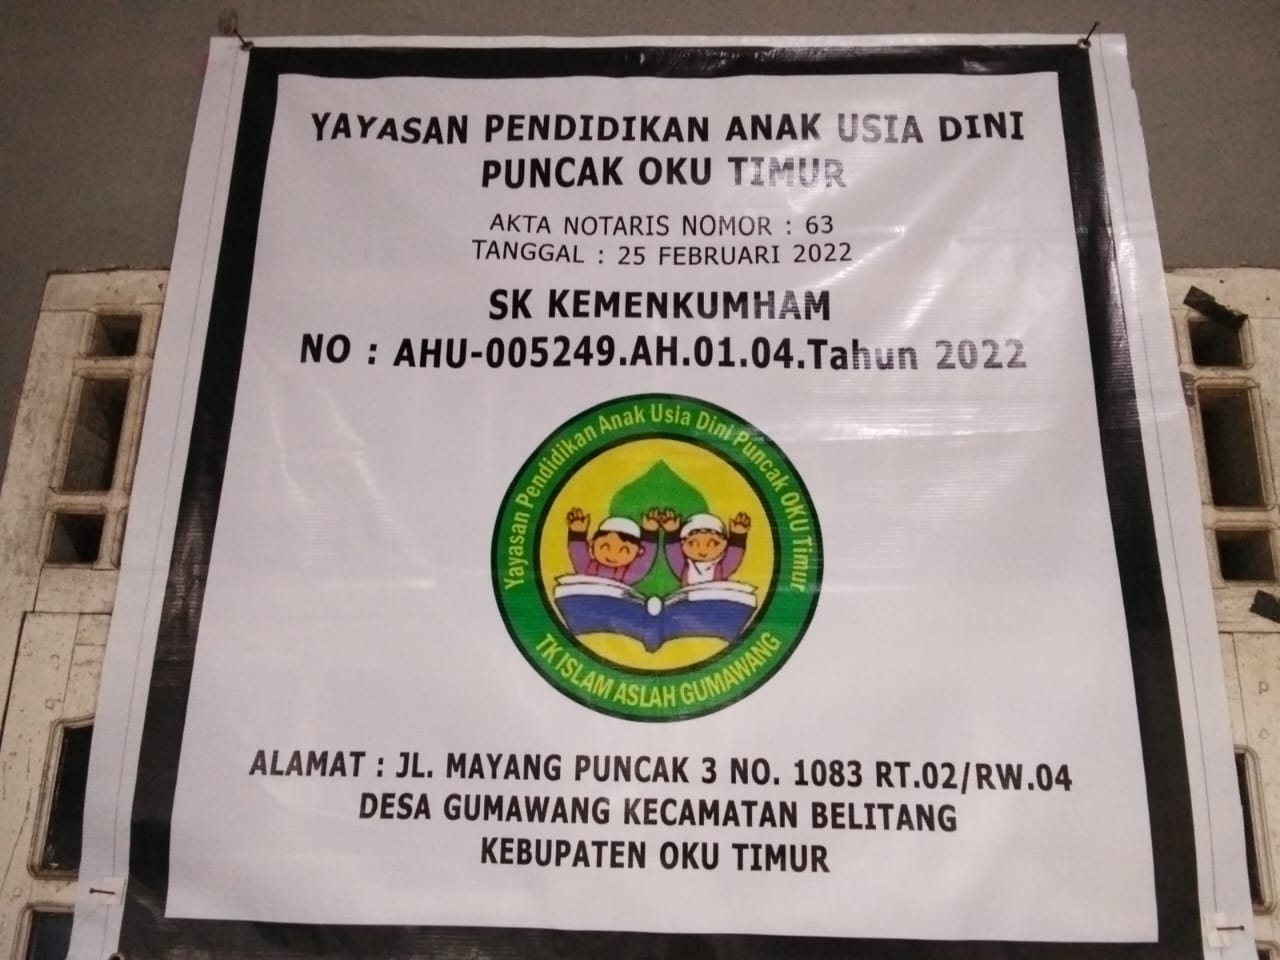 YAYASAN PENDIDIKAN ANAK USIA DINI
PUNCAK OKU TIMUR
AKTA NOTARIS NOMOR : 63
TANGGAL : 25 FEBRUARI 2022
SK KEMENKUMHAM
NO : AHU-005249.AH.01.04.Tahun 2022
Yayasan Pendidikan Anak Usia Dini Puncak OKU Timur
TK ISLAM ASLAH GUMAWANG
ALAMAT : JL. MAYANG PUNCAK 3 NO. 1083 RT.02/RW.04
DESA GUMAWANG KECAMATAN BELITANG
KEBUPATEN OKU TIMUR